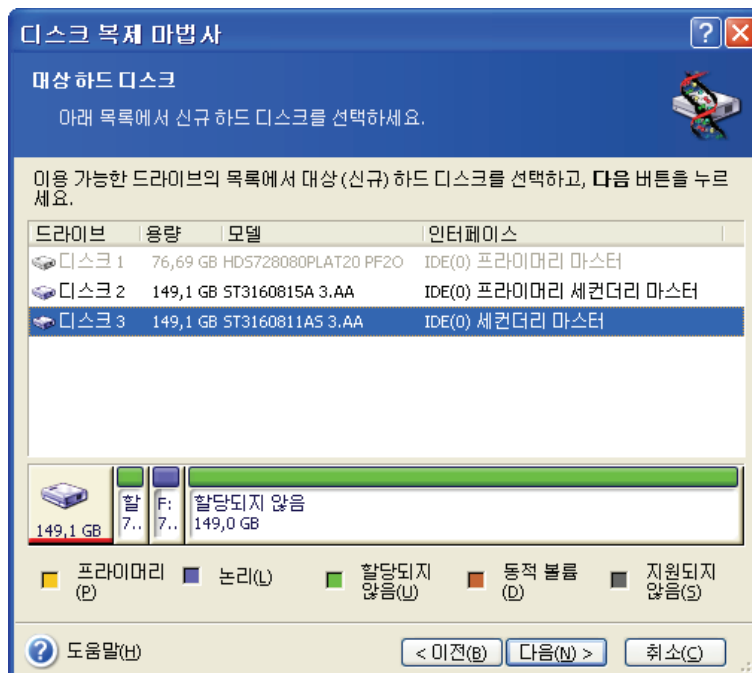 디스크 복제 마법사
대상 하드 디스크
아래 목록에서 신규 하드 디스크를 선택하세요.
이용 가능한 드라이브의 목록에서 대상 (신규) 하드 디스크를 선택하고, 다음 버튼을 누르
세요.
드라이브 용량 모델 인터페이스
디스크 1 76,69 GB HDS728080PLAT20 PF2O IDE(0) 프라이머리 마스터
디스크 2 149,1 GB ST3160815A 3.AA IDE(0) 프라이머리 세컨더리 마스터
디스크 3 149,1 GB ST3160811AS 3.AA IDE(0) 세컨더리 마스터
149,1 GB
할
7..
F:
7..
할당되지 않음
149,0 GB
프라이머리
(P)
논리(L)
할당되지
않음(U)
동적 볼륨
(D)
지원되지
않음(S)
도움말(H)
< 이전(B)
다음(N) >
취소(C)